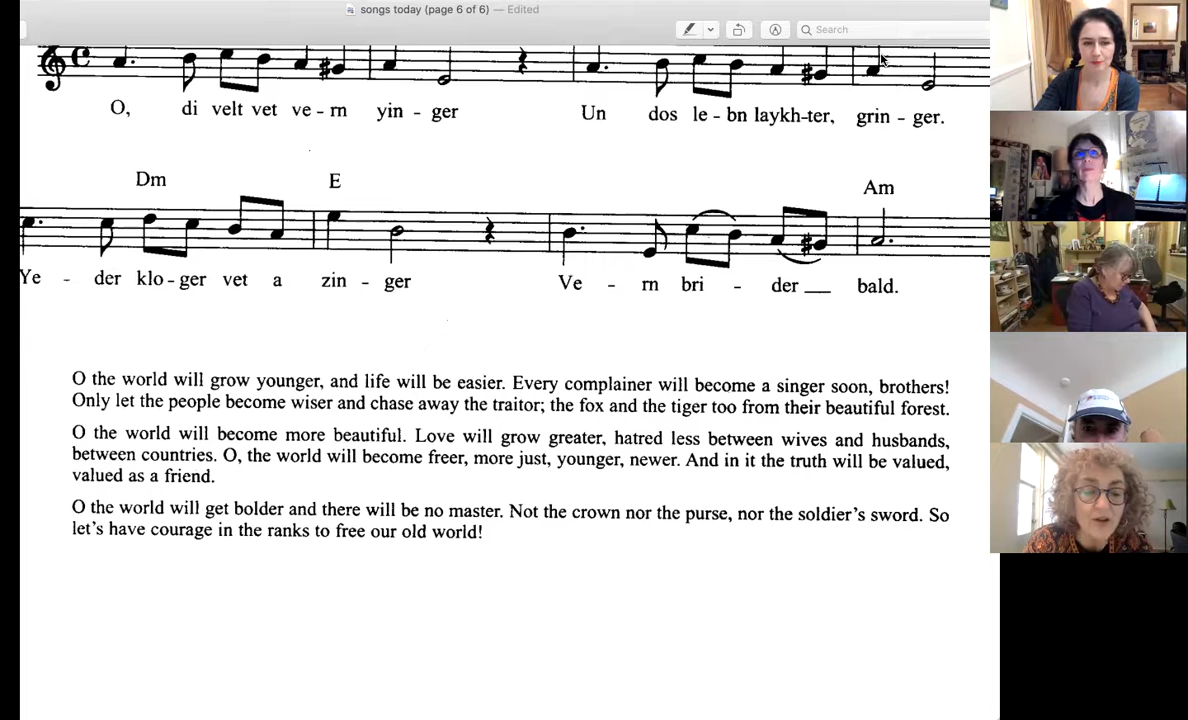 songs today (page 6 of 6) — Edited
Search
O, di velt vet ve - rn yin - ger Un dos le - bn laykh-ter, grin - ger.
Dm E Am
Ye - der klo - ger vet a zin - ger Ve - rn bri - der __ bald.
O the world will grow younger, and life will be easier. Every complainer will become a singer soon, brothers!
Only let the people become wiser and chase away the traitor; the fox and the tiger too from their beautiful forest.
O the world will become more beautiful. Love will grow greater, hatred less between wives and husbands,
between countries. O, the world will become freer, more just, younger, newer. And in it the truth will be valued,
valued as a friend.
O the world will get bolder and there will be no master. Not the crown nor the purse, nor the soldier's sword. So
let's have courage in the ranks to free our old world!